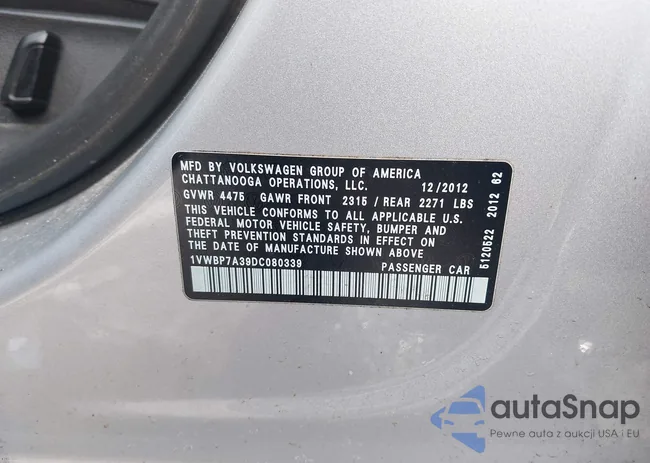 MFD BY VOLKSWAGEN GROUP OF AMERICA
CHATTANOOGA OPERATIONS, LLC. 12/2012
GVWR 4475 GAWR FRONT 2315 / REAR 2271 LBS
THIS VEHICLE CONFORMS TO ALL APPLICABLE U.S.
FEDERAL MOTOR VEHICLE SAFETY, BUMPER AND
THEFT PREVENTION STANDARDS IN EFFECT ON
THE DATE OF MANUFACTURE SHOWN ABOVE
1VWBP7A39DC080339 PASSENGER CAR
5120522 2012 62
autaSnap
Pewne auta z aukcji USA i EU